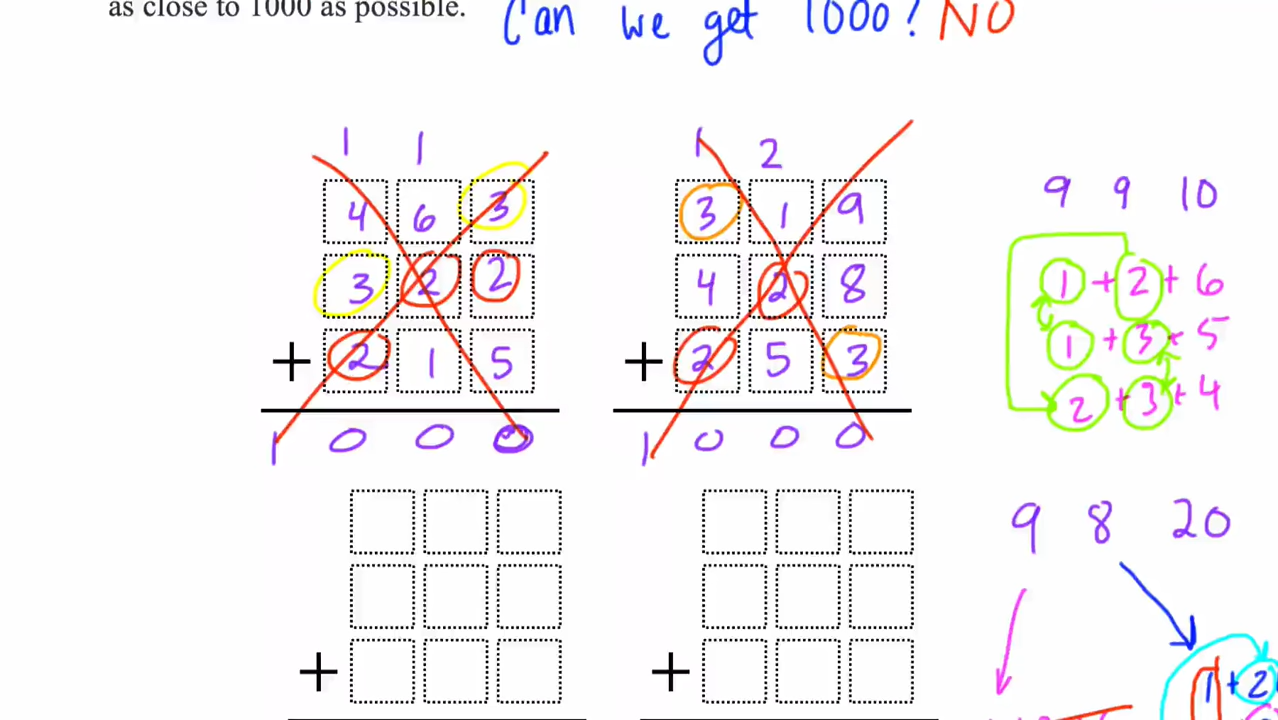 as close to 1000 as possible.
Can we get 1000? NO
1 1
4 6 3
3 2 2
+ 2 1 5
1 0 0 0
1 2
3 1 9
4 2 8
+ 2 5 3
1 0 0 0
9 9 10
1 + 2 + 6
1 + 3 + 5
2 + 3 + 4
9 8 20
1 + 2
+
+